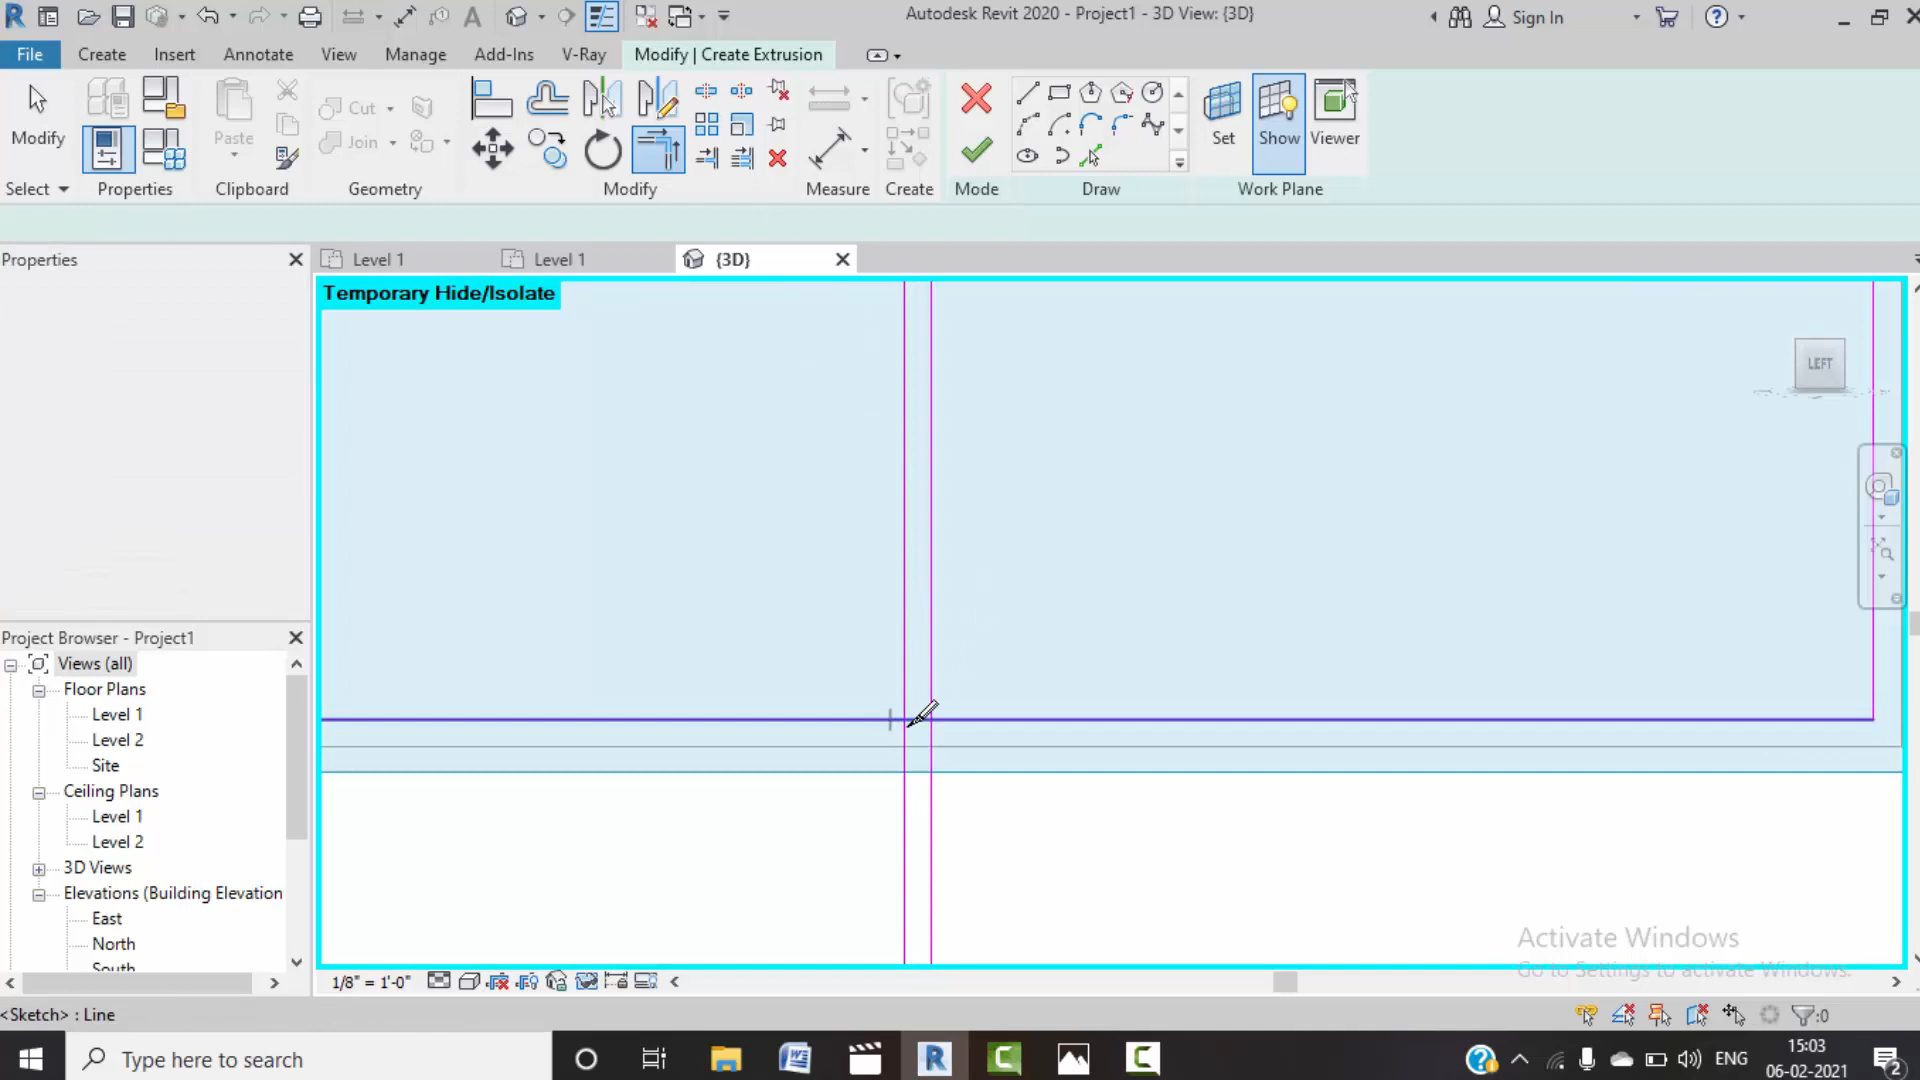 Autodesk Revit 2020 - Project1 - 3D View: {3D}
Sign In
File
Create
Insert
Annotate
View
Manage
Add-Ins
V-Ray
Modify | Create Extrusion
Modify
Paste
Cut
Join
Set
Show
Viewer
Select
Properties
Clipboard
Geometry
Modify
Measure
Create
Mode
Draw
Work Plane
Properties
Level 1
Level 1
{3D}
Temporary Hide/Isolate
LEFT
Project Browser - Project1
Views (all)
Floor Plans
Level 1
Level 2
Site
Ceiling Plans
Level 1
Level 2
3D Views
Elevations (Building Elevation
East
North
South
Activate Windows
Go to Settings to activate Windows.
1/8" = 1'-0"
<Sketch> : Line
:0
Type here to search
ENG
15:03
06-02-2021
2